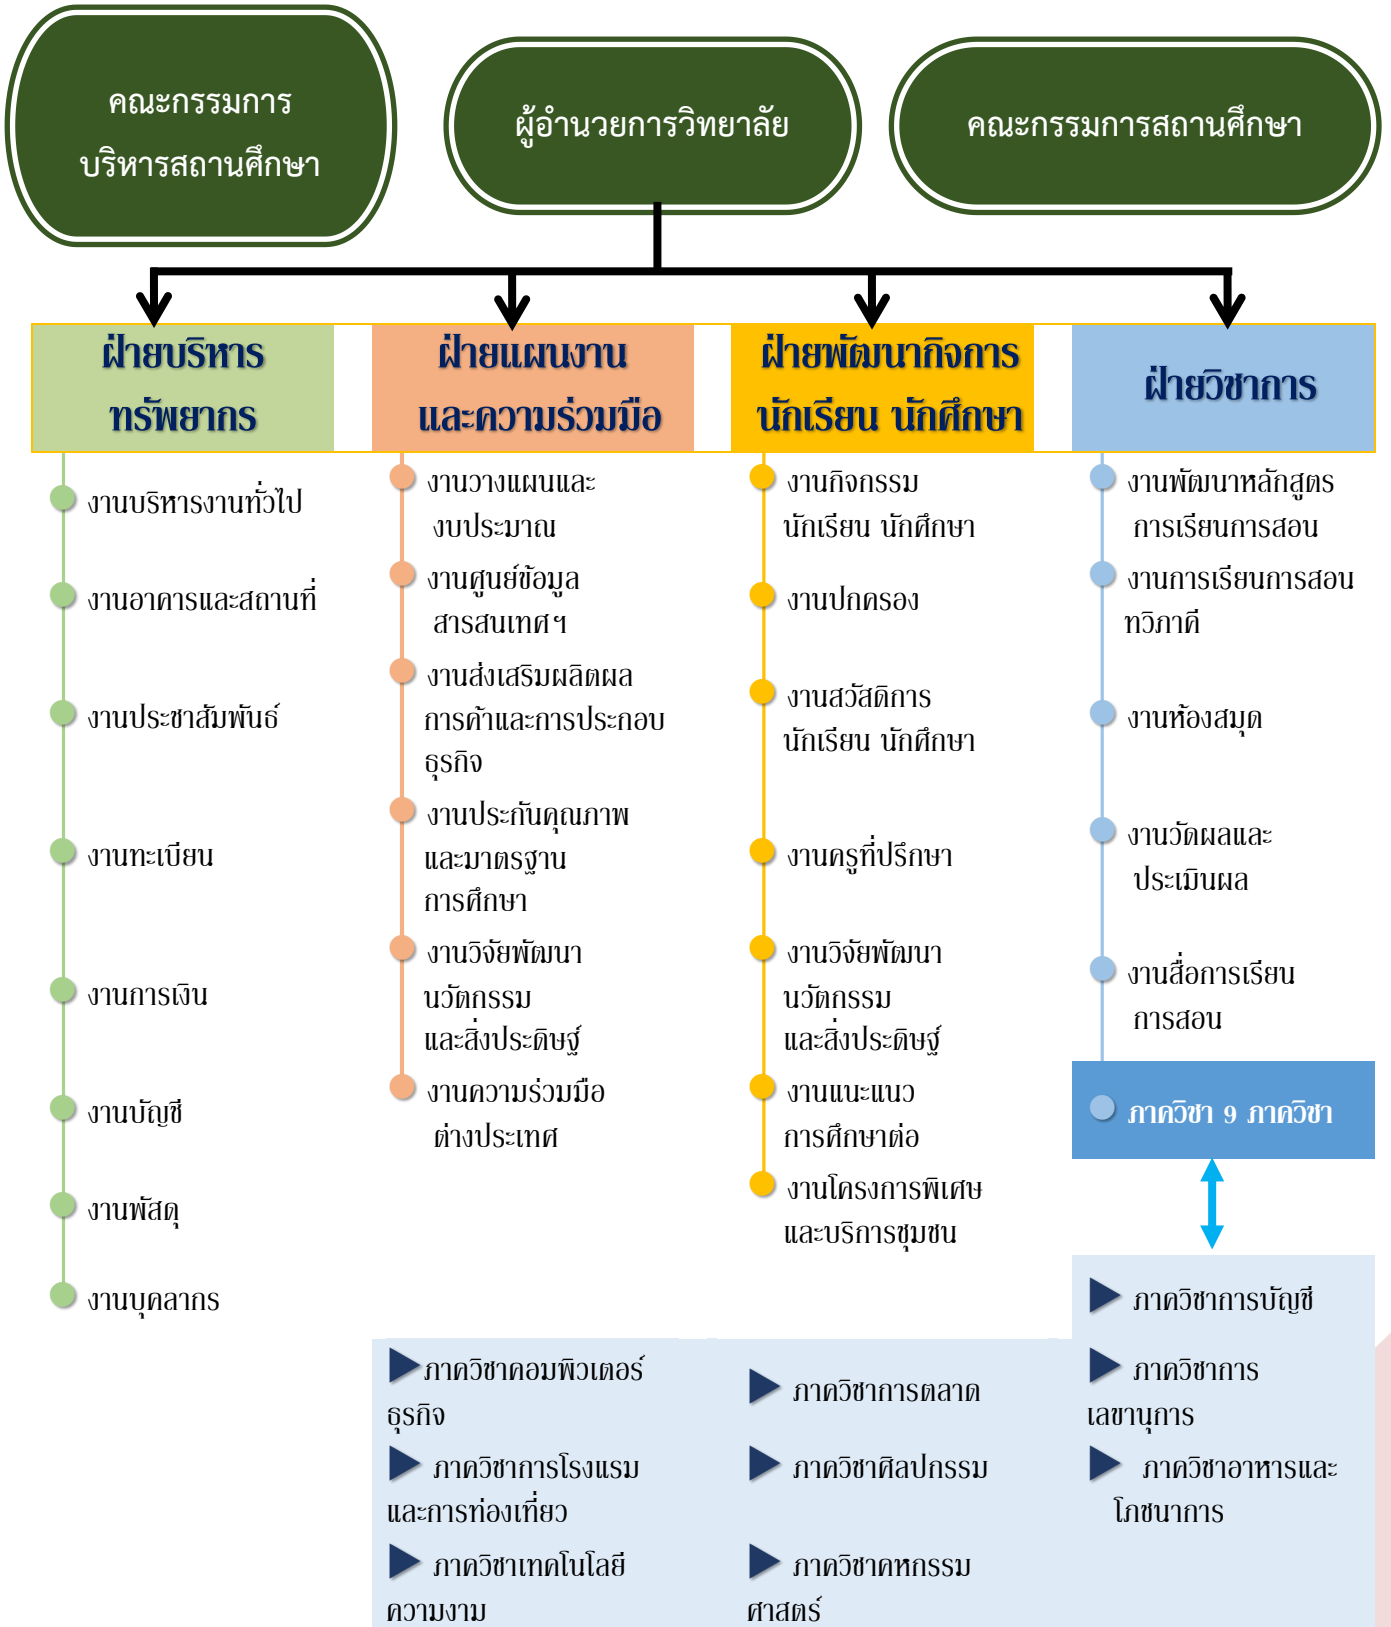 คณะกรรมการ
บริหารสถานศึกษา
ผู้อำนวยการวิทยาลัย
คณะกรรมการสถานศึกษา
ฝ่ายบริหาร
ทรัพยากร
งานบริหารงานทั่วไป
งานอาคารและสถานที่
งานประชาสัมพันธ์
งานทะเบียน
งานการเงิน
งานบัญชี
งานพัสดุ
งานบุคลากร
ฝ่ายแผนงาน
และความร่วมมือ
งานวางแผนและ
งบประมาณ
งานศูนย์ข้อมูล
สารสนเทศฯ
งานส่งเสริมผลิตผล
การค้าและการประกอบ
ธุรกิจ
งานประกันคุณภาพ
และมาตรฐาน
การศึกษา
งานวิจัยพัฒนา
นวัตกรรม
และสิ่งประดิษฐ์
งานความร่วมมือ
ต่างประเทศ
ฝ่ายพัฒนากิจการ
นักเรียน นักศึกษา
งานกิจกรรม
นักเรียน นักศึกษา
งานปกครอง
งานสวัสดิการ
นักเรียน นักศึกษา
งานครูที่ปรึกษา
งานวิจัยพัฒนา
นวัตกรรม
และสิ่งประดิษฐ์
งานแนะแนว
การศึกษาต่อ
งานโครงการพิเศษ
และบริการชุมชน
ฝ่ายวิชาการ
งานพัฒนาหลักสูตร
การเรียนการสอน
งานการเรียนการสอน
ทวิภาคี
งานห้องสมุด
งานวัดผลและ
ประเมินผล
งานสื่อการเรียน
การสอน
ภาควิชา 9 ภาควิชา
ภาควิชาการบัญชี
ภาควิชาการ
เลขานุการ
ภาควิชาอาหารและ
โภชนาการ
ภาควิชาคอมพิวเตอร์
ธุรกิจ
ภาควิชาการโรงแรม
และการท่องเที่ยว
ภาควิชาเทคโนโลยี
ความงาม
ภาควิชาการตลาด
ภาควิชาศิลปกรรม
ภาควิชาคหกรรม
ศาสตร์